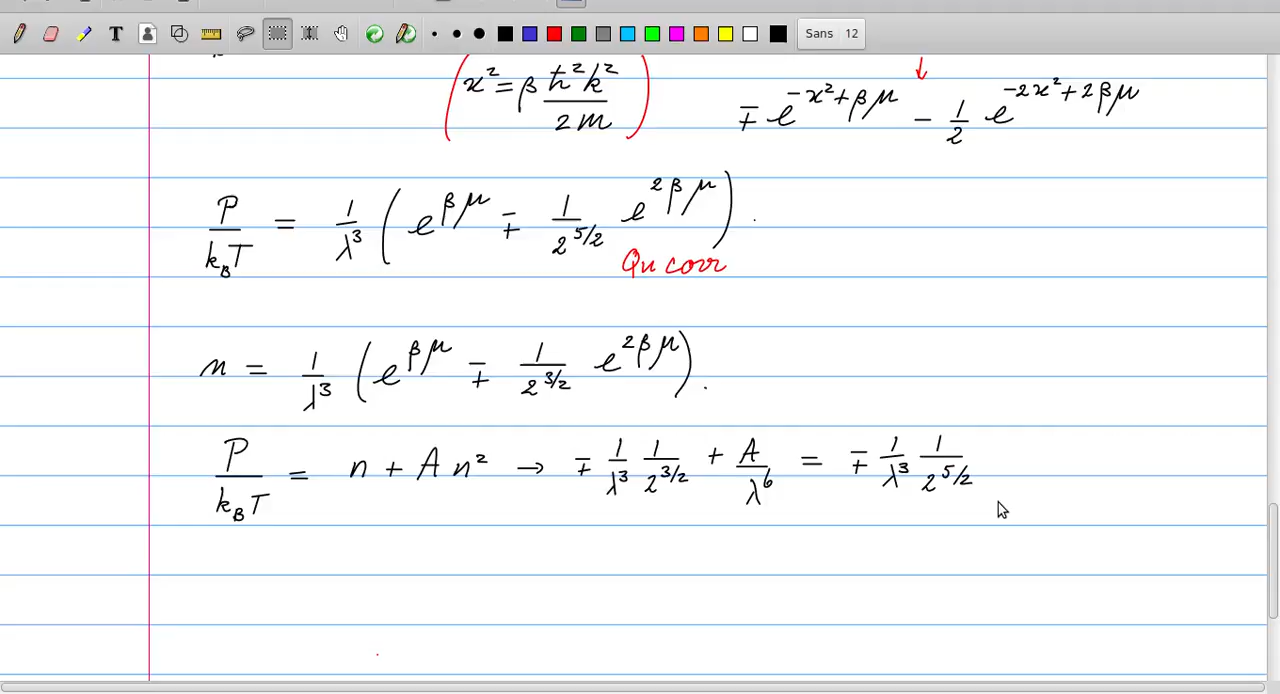 Sans 12
x² = β ħ²k²/2m
∓ e^{-x²+βμ} - 1/2 e^{-2x²+2βμ}
P/k_BT = 1/λ³ ( e^{βμ} ∓ 1/2^{5/2} e^{2βμ} ) .
Qu corr
n = 1/λ³ ( e^{βμ} ∓ 1/2^{3/2} e^{2βμ} ) .
P/k_BT = n + A n² → ∓ 1/λ³ 1/2^{3/2} + A/λ⁶ = ∓ 1/λ³ 1/2^{5/2}